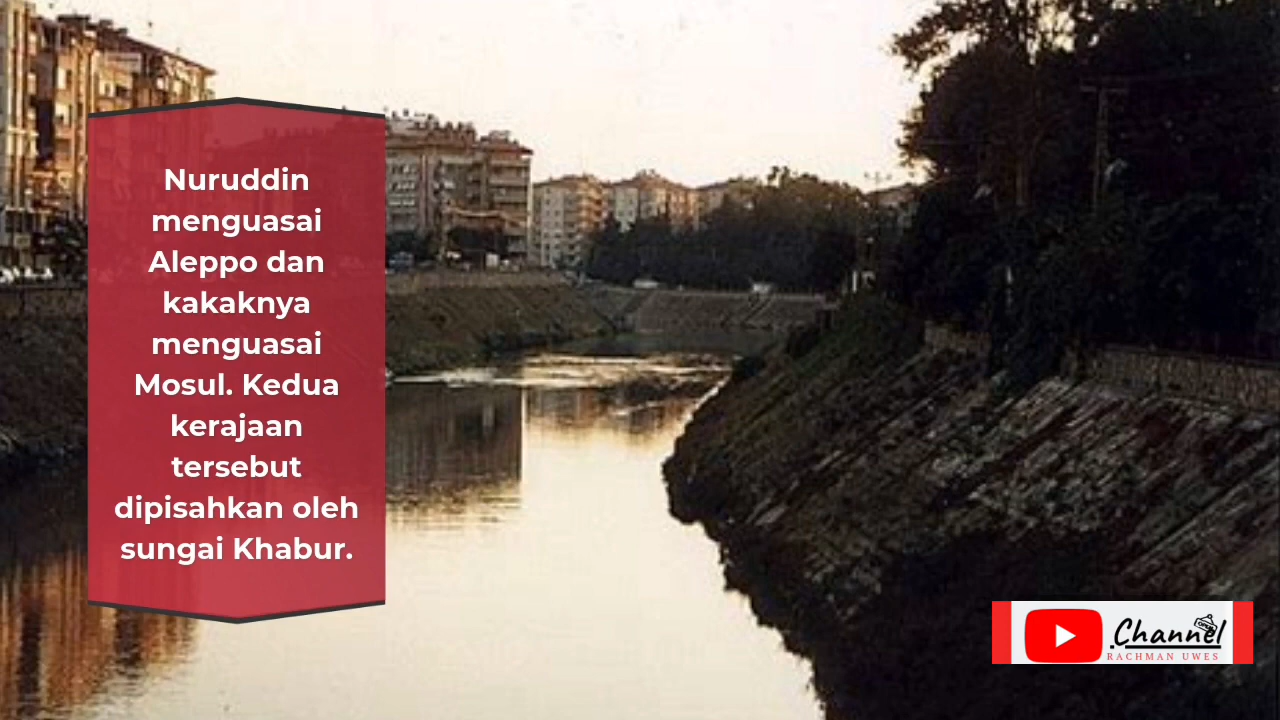 Nuruddin
menguasai
Aleppo dan
kakaknya
menguasai
Mosul. Kedua
kerajaan
tersebut
dipisahkan oleh
sungai Khabur.
Channel
RACHMAN UWES